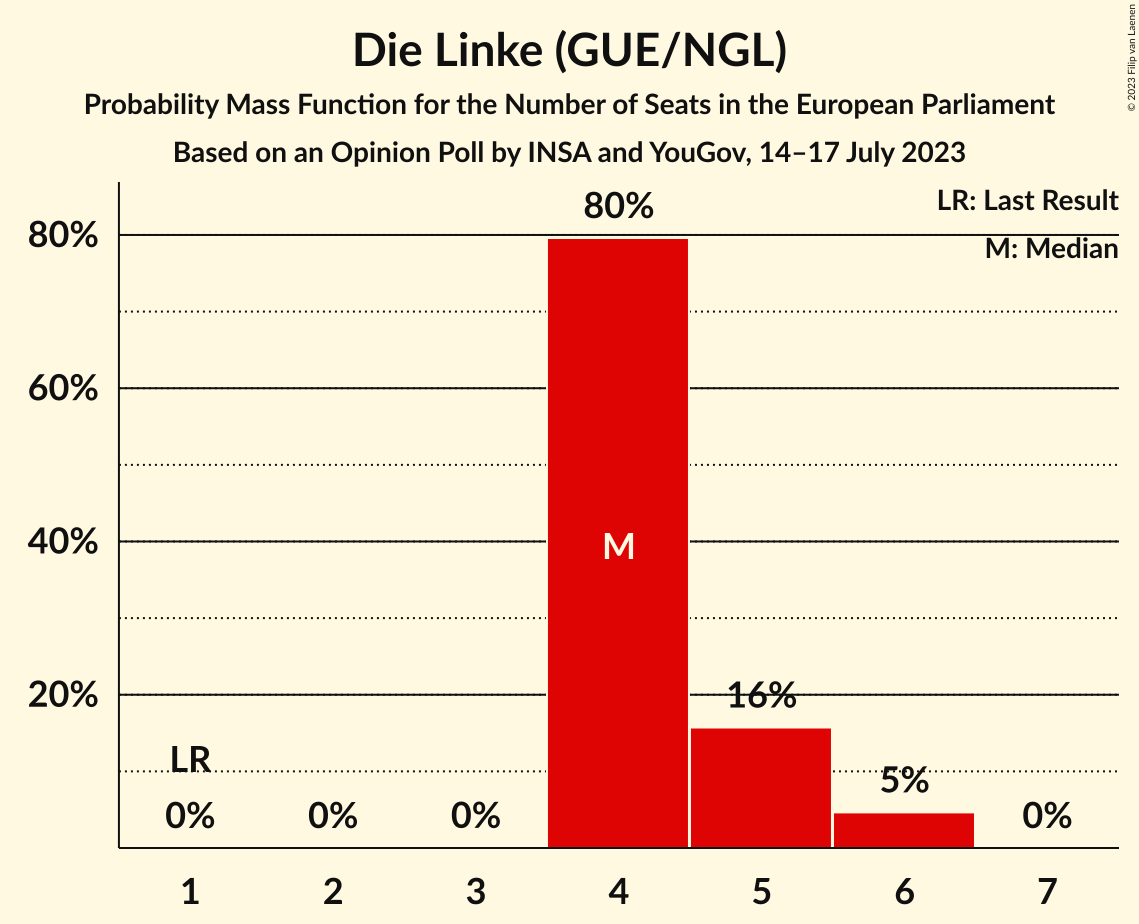 Die Linke (GUE/NGL)
Probability Mass Function for the Number of Seats in the European Parliament
Based on an Opinion Poll by INSA and YouGov, 14–17 July 2023
© 2023 Filip van Laenen
LR: Last Result
M: Median
80%
60%
40%
20%
LR
0%
0%
0%
80%
M
16%
5%
0%
1 2 3 4 5 6 7